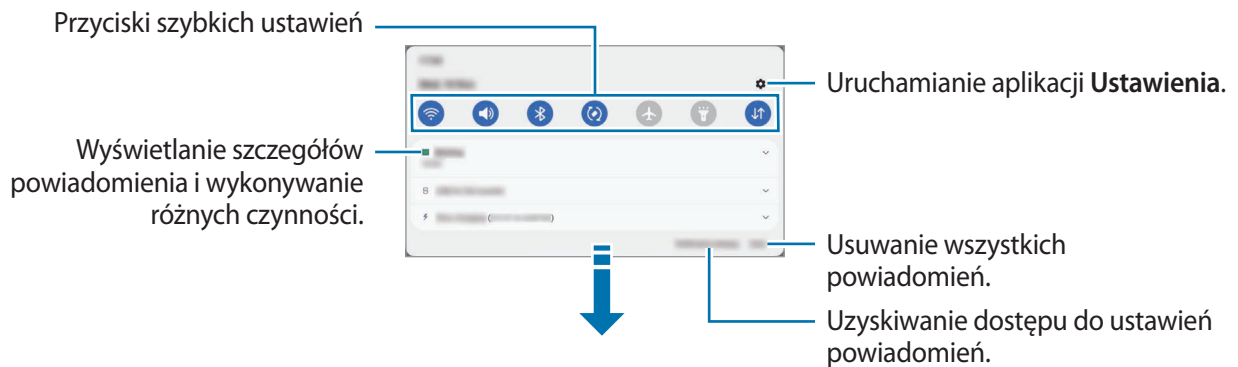 Przyciski szybkich ustawień
Uruchamianie aplikacji Ustawienia.
Wyświetlanie szczegółów
powiadomienia i wykonywanie
różnych czynności.
Usuwanie wszystkich
powiadomień.
Uzyskiwanie dostępu do ustawień
powiadomień.